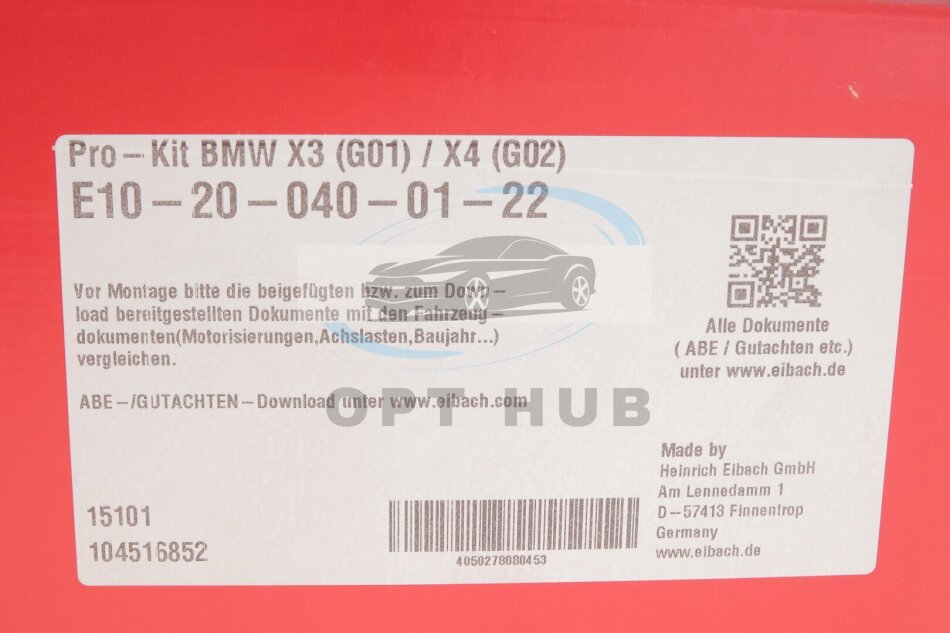 Pro-Kit BMW X3 (G01) / X4 (G02)
E10-20-040-01-22
Vor Montage bitte die beigefügten bzw. zum Down-
load bereitgestellten Dokumente mit den Fahrzeug-
dokumenten(Motorisierungen,Achslasten,Baujahr...)
vergleichen.
ABE-/GUTACHTEN-Download unter www.eibach.com
OPT HUB
Alle Dokumente
( ABE / Gutachten etc.)
unter www.eibach.de
15101
104516852
4050278080453
Made by
Heinrich Eibach GmbH
Am Lennedamm 1
D-57413 Finnentrop
Germany
www.eibach.de